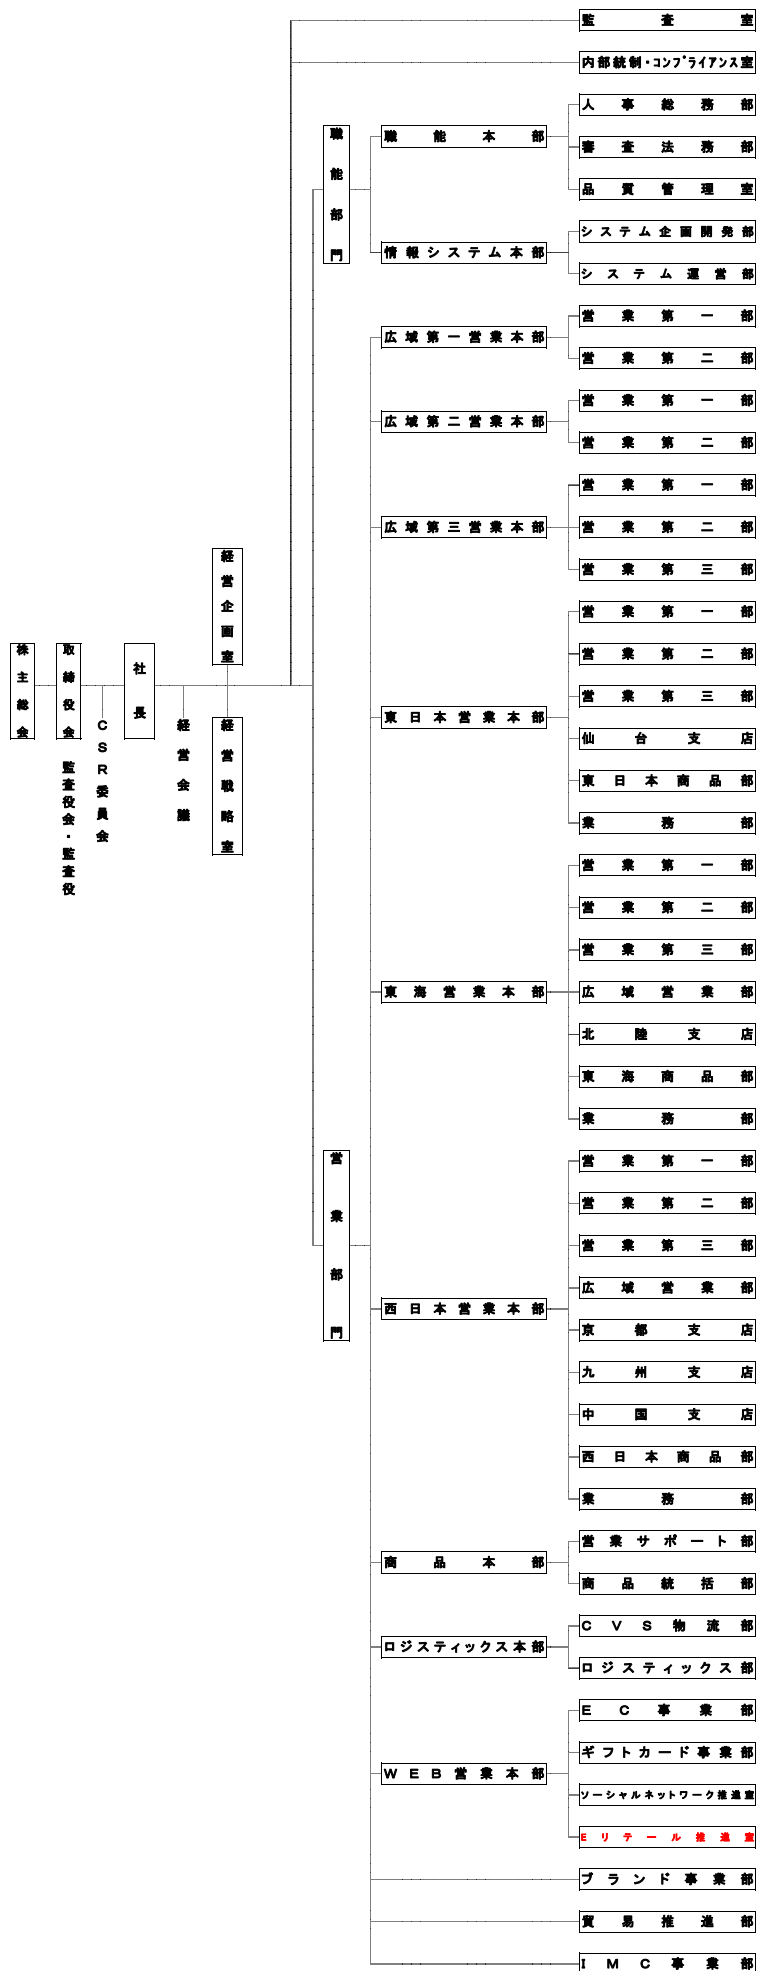 株主総会
取締役会
監査役会・監査役
CSR委員会
社長
経営会議
経営企画室
経営戦略室
監査室
内部統制・コンプライアンス室
職能部門
職能本部
人事総務部
審査法務部
品質管理室
情報システム本部
システム企画開発部
システム運営部
営業部門
広域第一営業本部
営業第一部
営業第二部
広域第二営業本部
営業第一部
営業第二部
広域第三営業本部
営業第一部
営業第二部
営業第三部
東日本営業本部
営業第一部
営業第二部
営業第三部
仙台支店
東日本商品部
業務部
東海営業本部
営業第一部
営業第二部
営業第三部
広域営業部
北陸支店
東海商品部
業務部
西日本営業本部
営業第一部
営業第二部
営業第三部
広域営業部
京都支店
九州支店
中国支店
西日本商品部
業務部
商品本部
営業サポート部
商品統括部
ロジスティックス本部
CVS物流部
ロジスティックス部
WEB営業本部
EC事業部
ギフトカード事業部
ソーシャルネットワーク推進室
Eリテール推進室
ブランド事業部
貿易推進部
IMC事業部